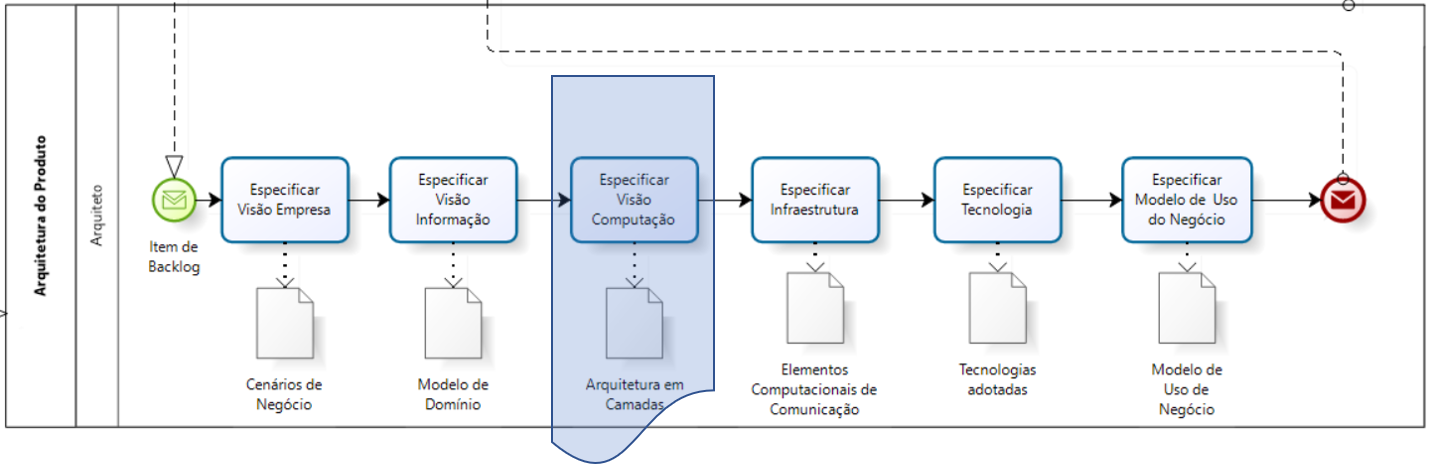 Arquitetura do Produto
Arquiteto
Item de
Backlog
Especificar
Visão Empresa
Especificar
Visão
Informação
Especificar
Visão
Computação
Especificar
Infraestrutura
Especificar
Tecnologia
Especificar
Modelo de Uso
do Negócio
Cenários de
Negócio
Modelo de
Domínio
Arquitetura em
Camadas
Elementos
Computacionais de
Comunicação
Tecnologias
adotadas
Modelo de
Uso de
Negócio